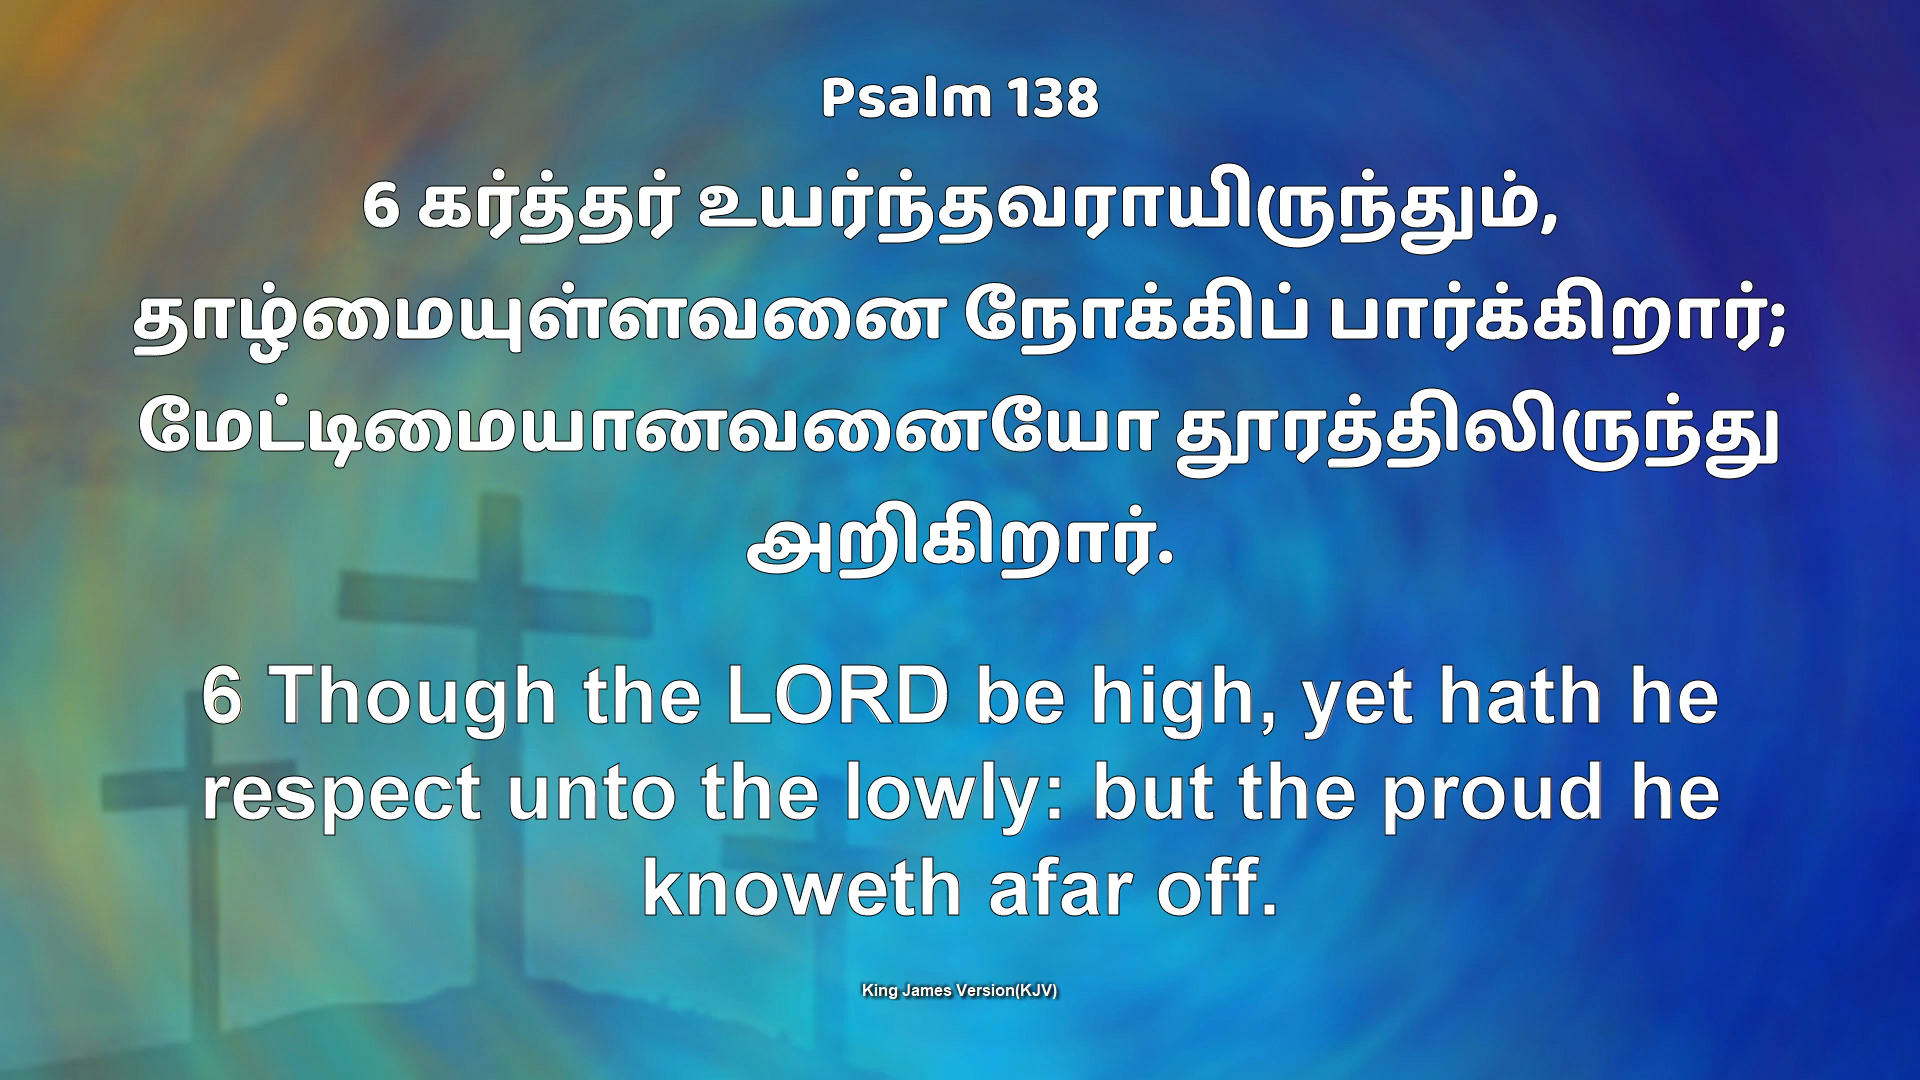 Psalm 138
6 கர்த்தர் உயர்ந்தவராயிருந்தும்,
தாழ்மையுள்ளவனை நோக்கிப் பார்க்கிறார்;
மேட்டிமையானவனையோ தூரத்திலிருந்து
அறிகிறார்.
6 Though the LORD be high, yet hath he
respect unto the lowly: but the proud he
knoweth afar off.
King James Version(KJV)